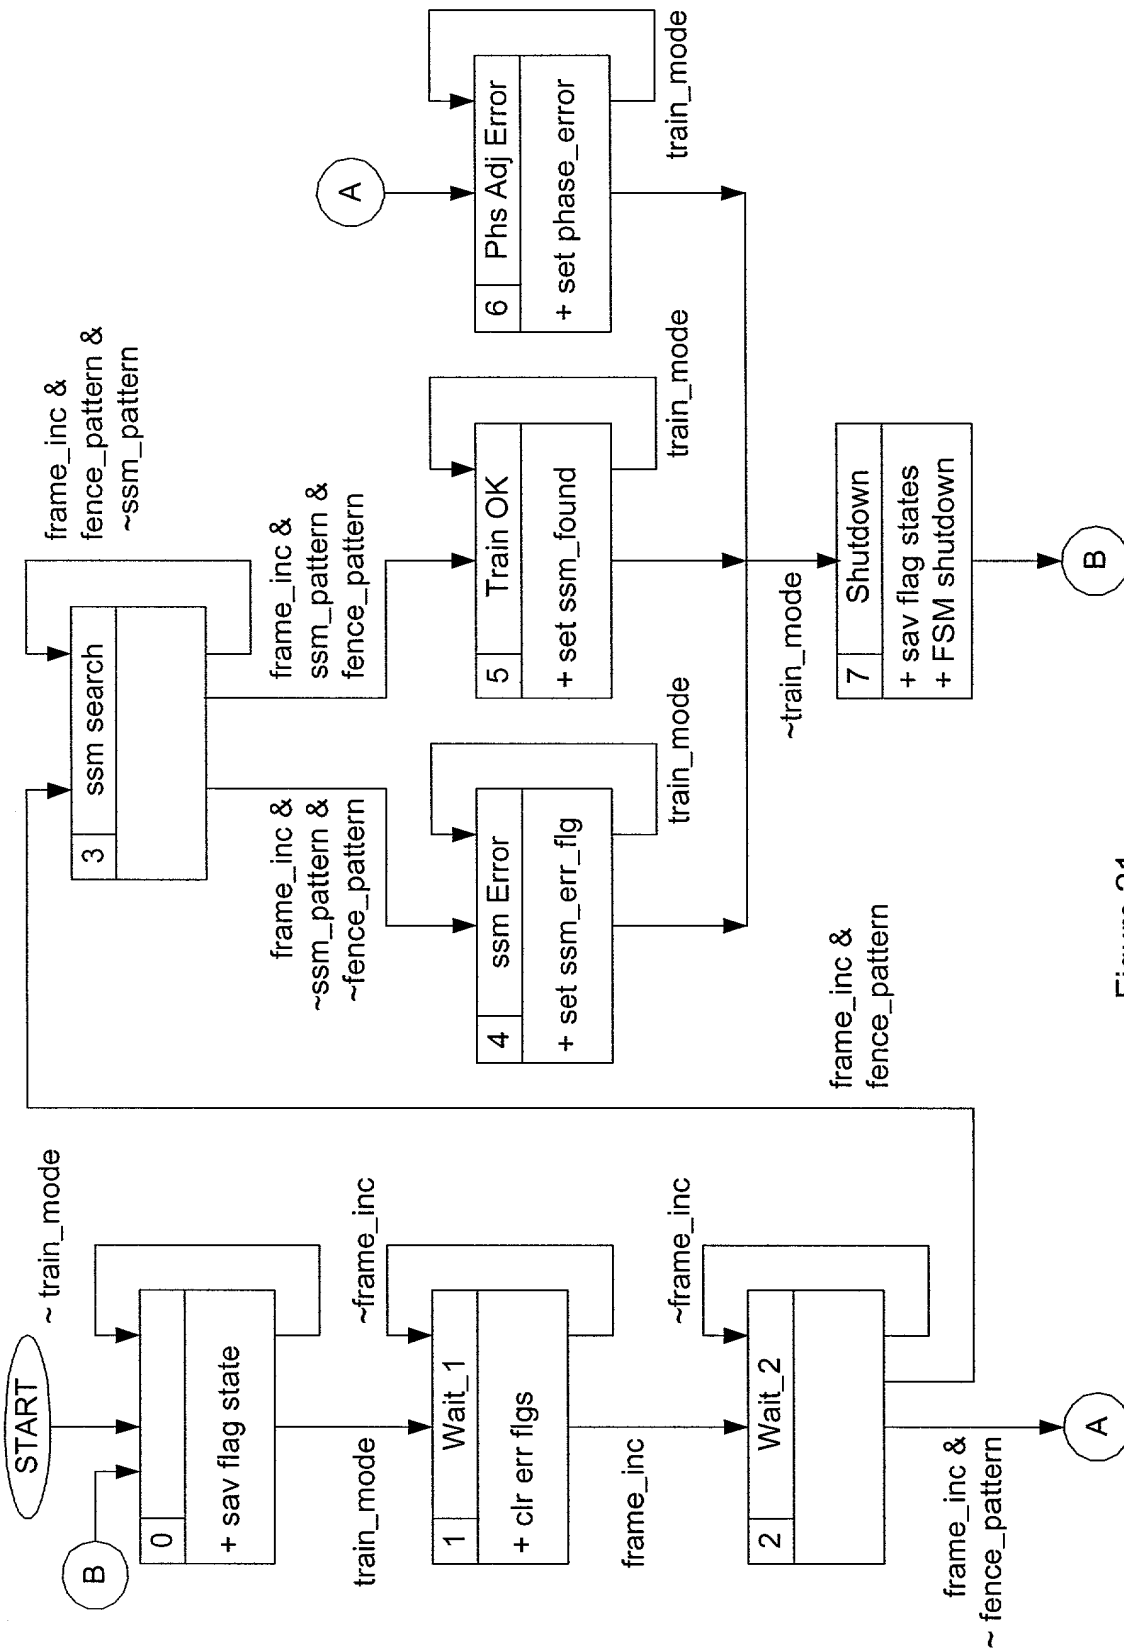 START
B
~ train_mode
0
+ sav flag state
train_mode
~frame_inc
1
Wait_1
+ clr err flgs
frame_inc
~frame_inc
2
Wait_2
frame_inc &
~ fence_pattern
A
frame_inc &
fence_pattern
3
ssm search
frame_inc &
fence_pattern &
~ssm_pattern
frame_inc &
~ssm_pattern &
~fence_pattern
frame_inc &
ssm_pattern &
fence_pattern
4
ssm Error
+ set ssm_err_flg
train_mode
5
Train OK
+ set ssm_found
train_mode
A
6
Phs Adj Error
+ set phase_error
train_mode
~train_mode
7
Shutdown
+ sav flag states
+ FSM shutdown
B